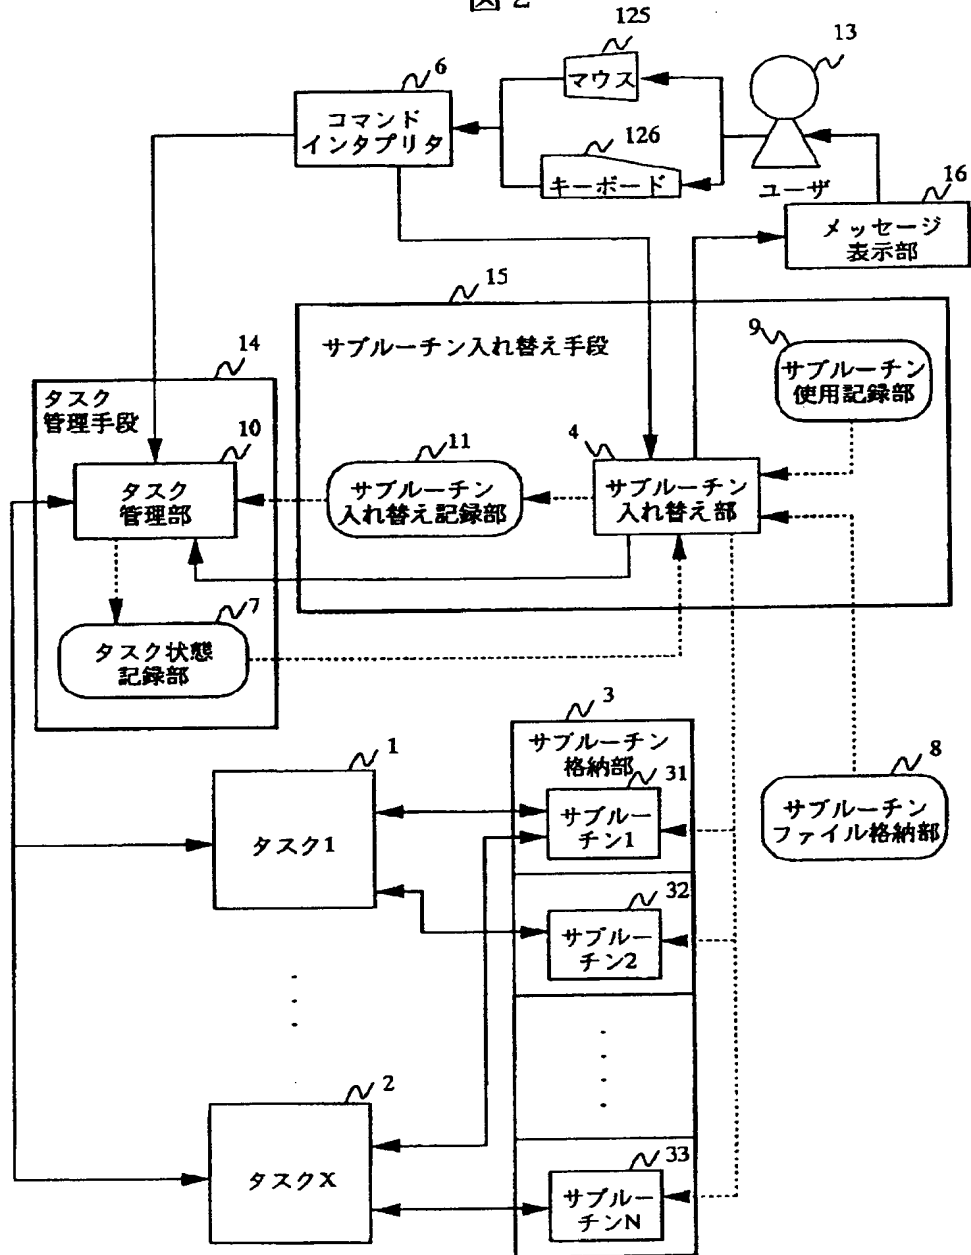 図2
125
13
6
マウス
コマンド
インタプリタ
126
キーボード
ユーザ
16
メッセージ
表示部
15
サブルーチン入れ替え手段
9
サブルーチン
使用記録部
14
タスク
管理手段
10
タスク
管理部
11
サブルーチン
入れ替え記録部
4
サブルーチン
入れ替え部
7
タスク状態
記録部
3
サブルーチン
格納部
1
タスク1
31
サブルー
チン1
8
サブルーチン
ファイル格納部
32
サブルー
チン2
2
タスクX
33
サブルー
チンN